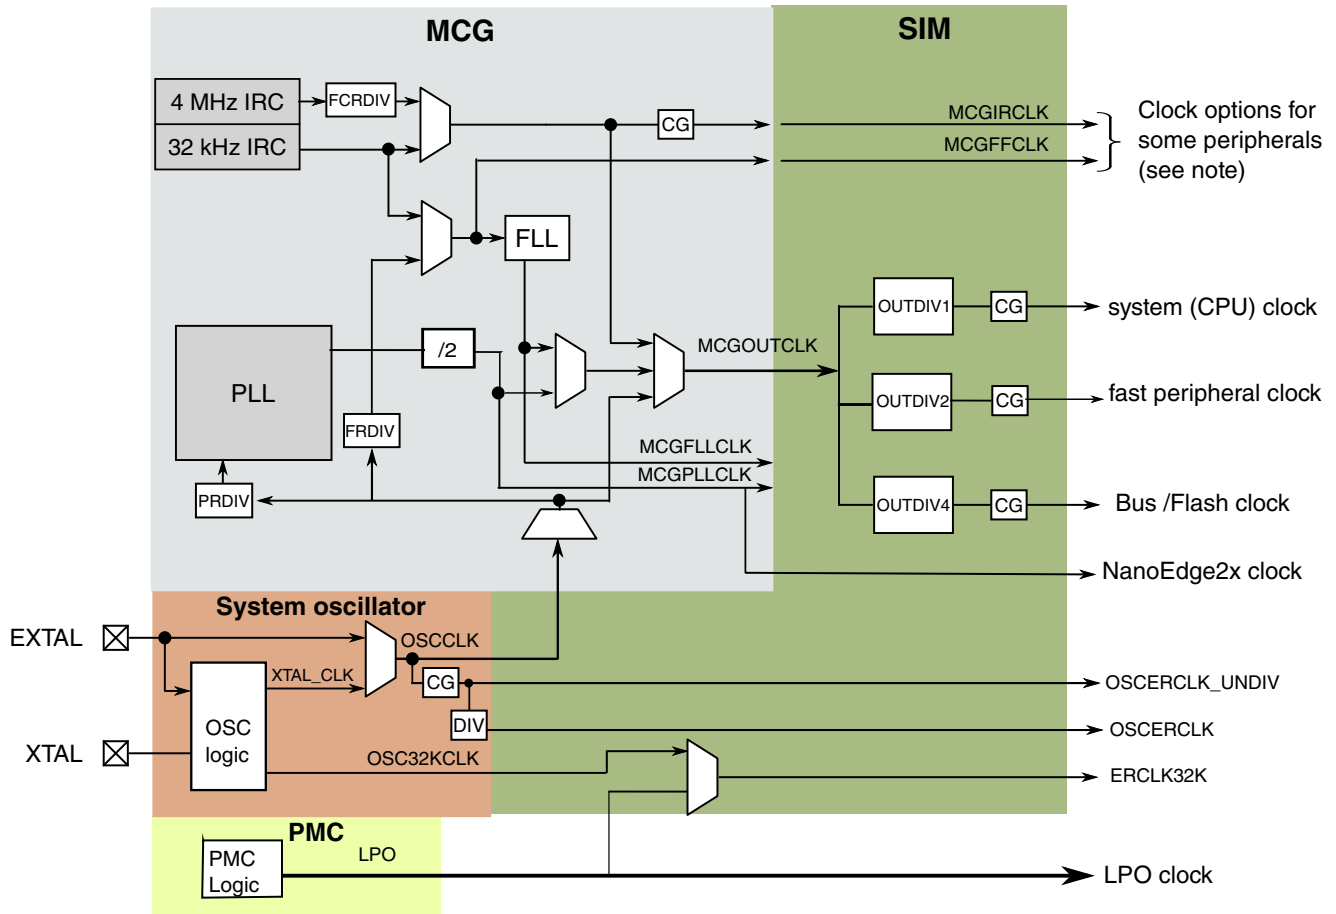 MCG
SIM
4 MHz IRC
FCRDIV
32 kHz IRC
CG
MCGIRCLK
MCGFFCLK
Clock options for
some peripherals
(see note)
FLL
OUTDIV1
CG
system (CPU) clock
PLL
/2
MCGOUTCLK
OUTDIV2
CG
fast peripheral clock
FRDIV
MCGFLLCLK
MCGPLLCLK
PRDIV
OUTDIV4
CG
Bus /Flash clock
NanoEdge2x clock
System oscillator
EXTAL
OSCCLK
XTAL_CLK
CG
OSCERCLK_UNDIV
OSC
logic
DIV
OSCERCLK
XTAL
OSC32KCLK
ERCLK32K
PMC
PMC
Logic
LPO
LPO clock